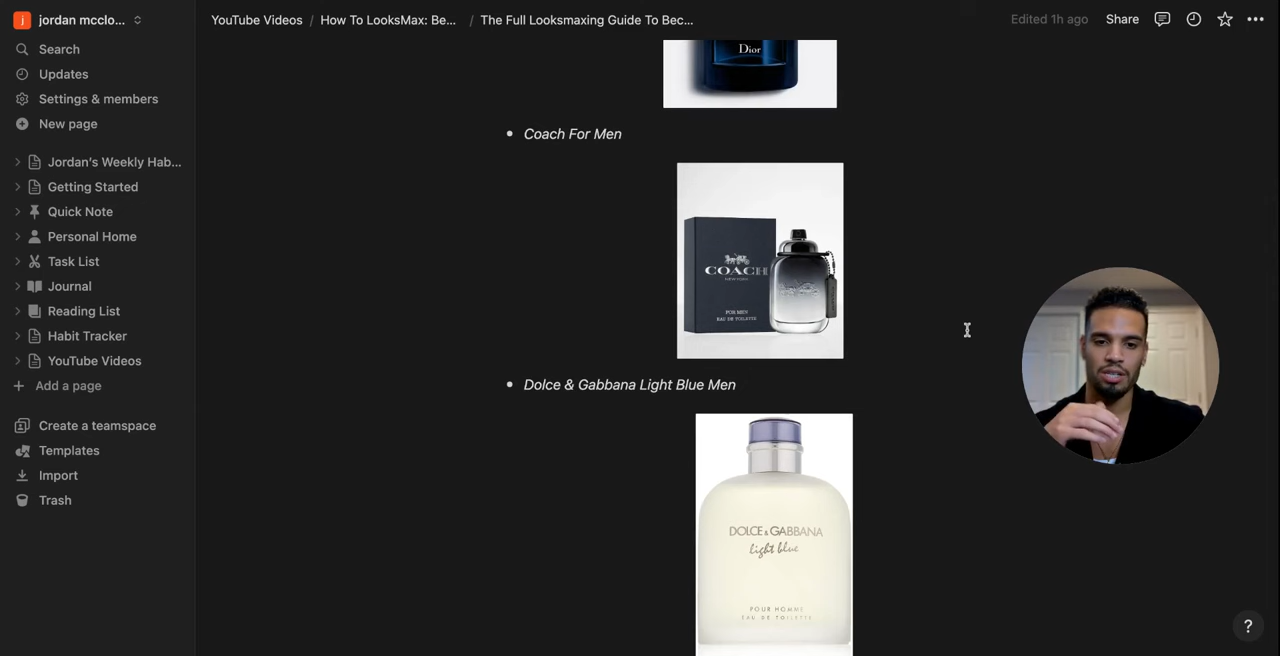 j jordan mcclo...
YouTube Videos / How To LooksMax: Be... / The Full Looksmaxing Guide To Bec...
Edited 1h ago Share
Search
Updates
Settings & members
New page
Jordan's Weekly Hab...
Getting Started
Quick Note
Personal Home
Task List
Journal
Reading List
Habit Tracker
YouTube Videos
Add a page
Create a teamspace
Templates
Import
Trash
Dior
Coach For Men
COACH
NEW YORK
FOR MEN
EAU DE TOILETTE
Dolce & Gabbana Light Blue Men
DOLCE & GABBANA
light blue
POUR HOMME
EAU DE TOILETTE
?